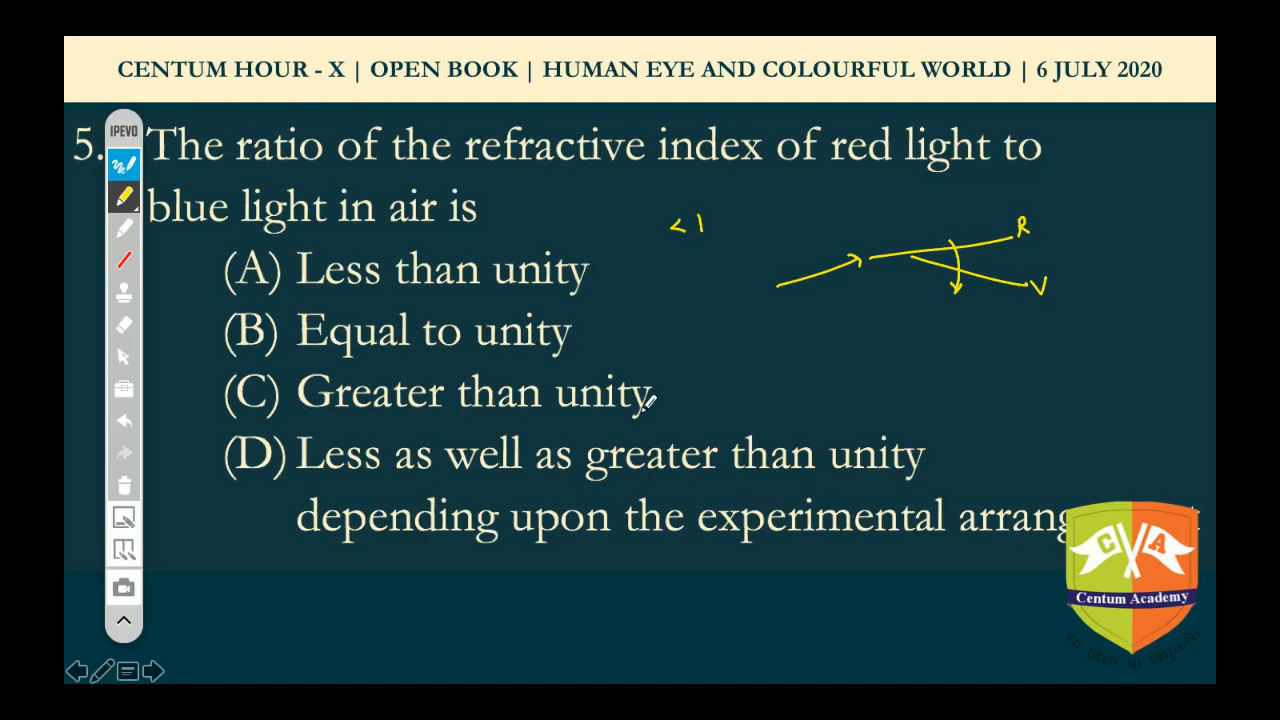 CENTUM HOUR - X | OPEN BOOK | HUMAN EYE AND COLOURFUL WORLD | 6 JULY 2020
IPEVO
5. The ratio of the refractive index of red light to
blue light in air is
< 1
R
V
(A) Less than unity
(B) Equal to unity
(C) Greater than unity
(D) Less as well as greater than unity
depending upon the experimental arrang t
C A
Centum Academy
सा विद्या या विमुक्तये